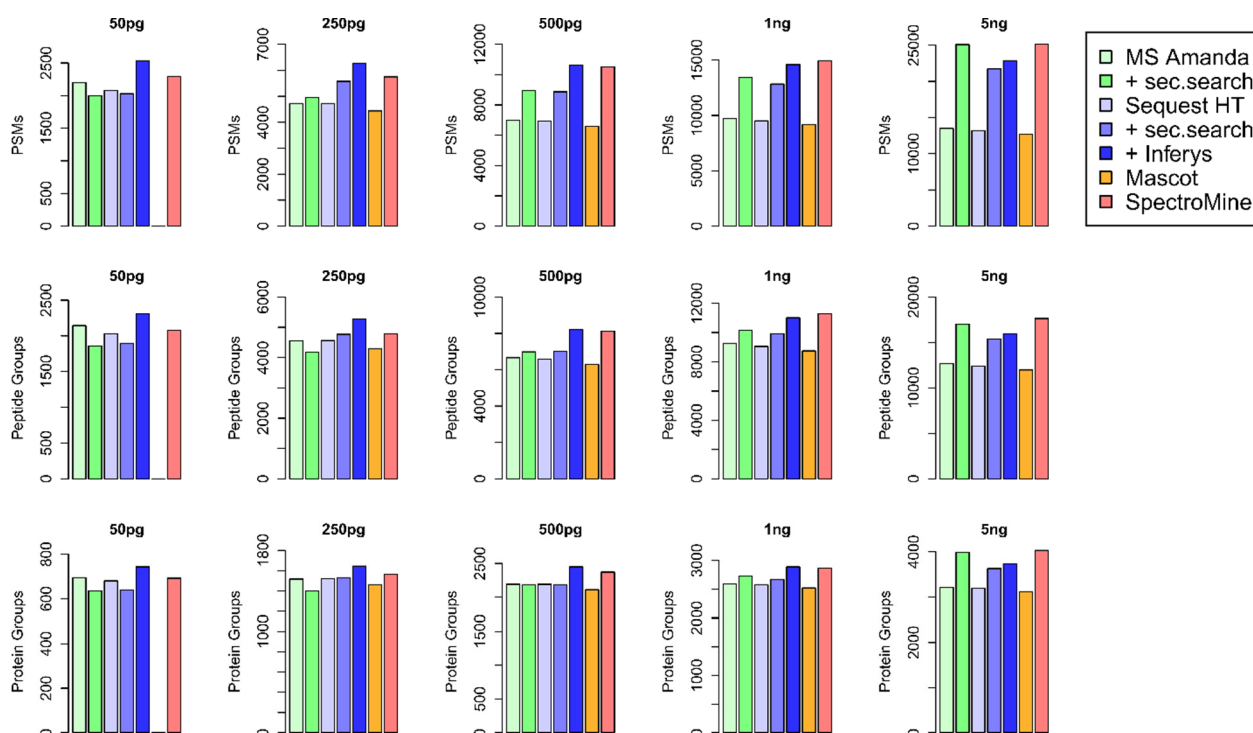 50pg
250pg
500pg
1ng
5ng
PSMs
0
500
1500
2500
PSMs
0
2000
4000
7000
PSMs
0
4000
8000
12000
PSMs
0
5000
10000
15000
PSMs
0
10000
25000
MS Amanda
+ sec.search
Sequest HT
+ sec.search
+ Inferys
Mascot
SpectroMine
50pg
250pg
500pg
1ng
5ng
Peptide Groups
0
500
1500
2500
Peptide Groups
0
2000
4000
6000
Peptide Groups
0
4000
10000
Peptide Groups
0
4000
8000
12000
Peptide Groups
0
10000
20000
50pg
250pg
500pg
1ng
5ng
Protein Groups
0
200
400
600
800
Protein Groups
0
1000
1800
Protein Groups
0
500
1500
2500
Protein Groups
0
1000
2000
3000
Protein Groups
0
2000
4000